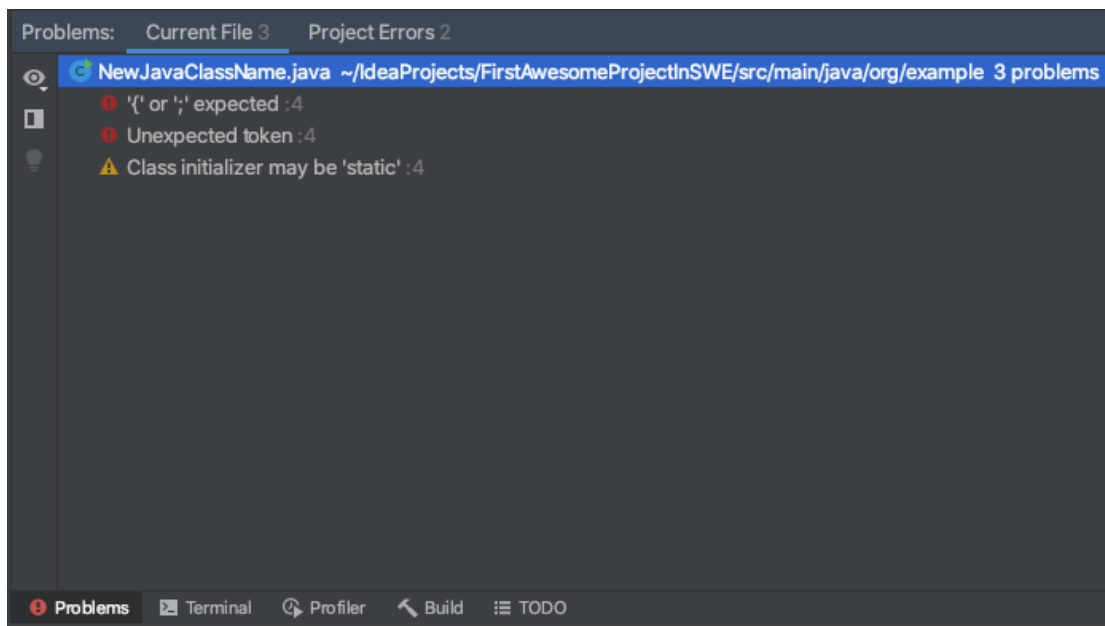 Problems: Current File 3 Project Errors 2
NewJavaClassName.java ~/IdeaProjects/FirstAwesomeProjectInSWE/src/main/java/org/example 3 problems
'{' or ';' expected :4
Unexpected token :4
Class initializer may be 'static' :4
Problems Terminal Profiler Build TODO